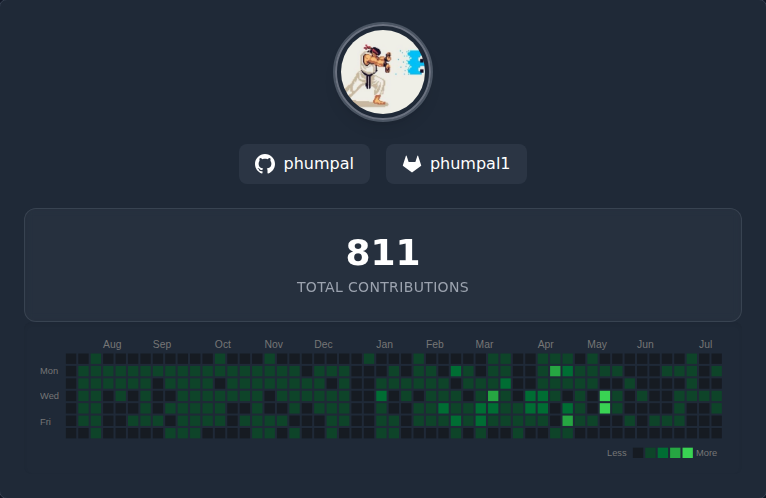 phumpal phumpal1
811
TOTAL CONTRIBUTIONS
Aug Sep Oct Nov Dec Jan Feb Mar Apr May Jun Jul
Mon
Wed
Fri
Less More